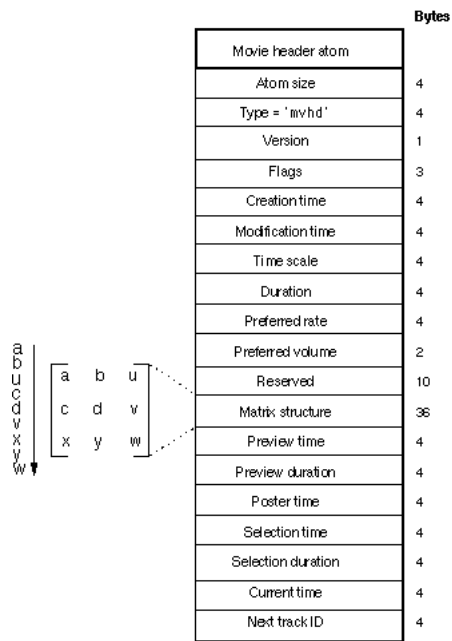 Bytes
Movie header atom
Atom size 4
Type = 'mvhd' 4
Version 1
Flags 3
Creation time 4
Modification time 4
Time scale 4
Duration 4
Preferred rate 4
Preferred volume 2
Reserved 10
Matrix structure 36
Preview time 4
Preview duration 4
Poster time 4
Selection time 4
Selection duration 4
Current time 4
Next track ID 4
a
b
u
c
d
v
x
y
w
a b u
c d v
x y w